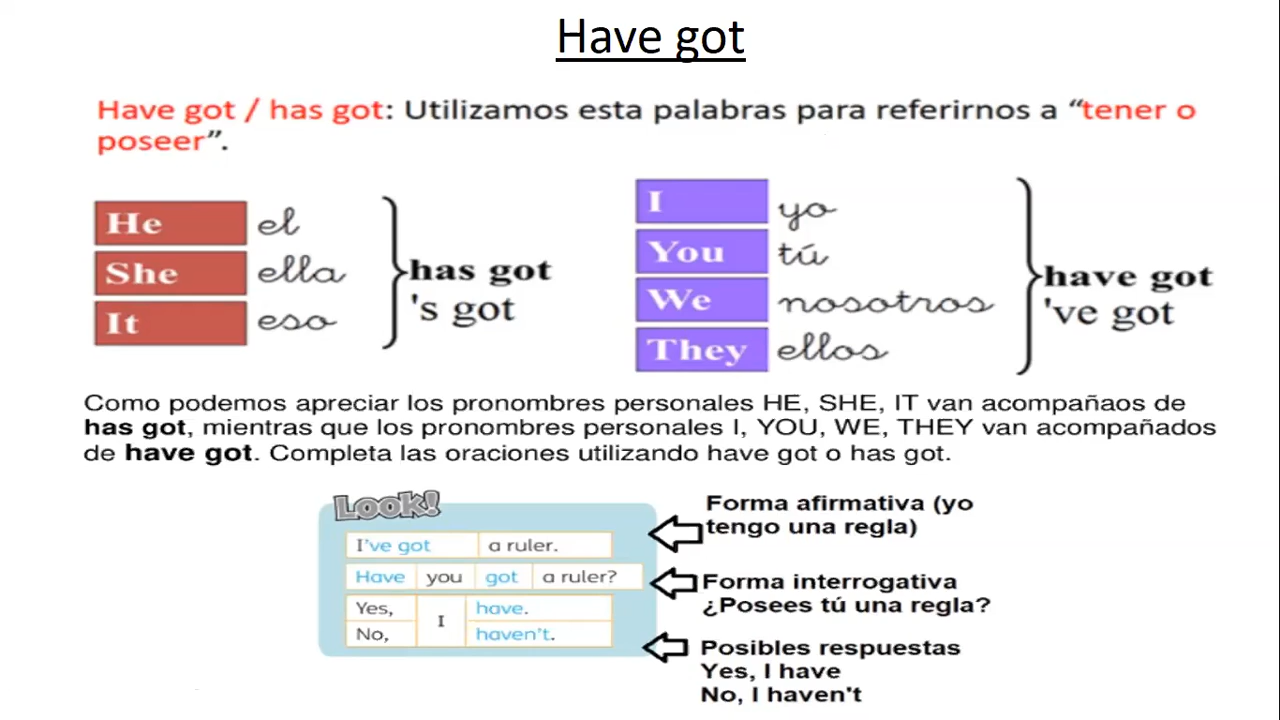 Have got
Have got / has got: Utilizamos esta palabras para referirnos a “tener o
poseer”.
He el
She ella
It eso
has got
's got
I yo
You tú
We nosotros
They ellos
have got
've got
Como podemos apreciar los pronombres personales HE, SHE, IT van acompañaos de
has got, mientras que los pronombres personales I, YOU, WE, THEY van acompañados
de have got. Completa las oraciones utilizando have got o has got.
LOOK!
I've got a ruler.
Have you got a ruler?
Yes, I have.
No, haven't.
Forma afirmativa (yo
tengo una regla)
Forma interrogativa
¿Posees tú una regla?
Posibles respuestas
Yes, I have
No, I haven't